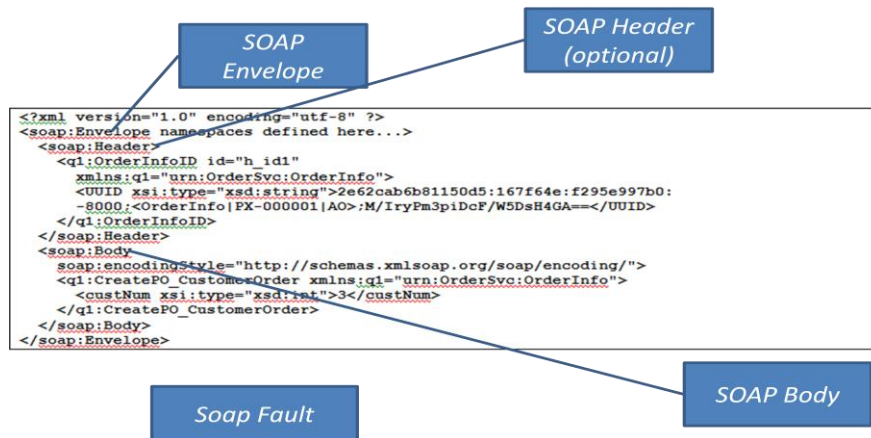 SOAP
Envelope
SOAP Header
(optional)
<?xml version="1.0" encoding="utf-8" ?>
<soap:Envelope namespaces defined here...>
<soap:Header>
<q1:OrderInfoID id="h_id1"
xmlns:q1="urn:OrderSvc:OrderInfo">
<UUID xsi:type="xsd:string">2e62cab6b81150d5:167f64e:f295e997b0:
-8000;<OrderInfo|PX-000001|AO>;M/IryPm3piDcF/W5DsH4GA==</UUID>
</q1:OrderInfoID>
</soap:Header>
<soap:Body
soap:encodingStyle="http://schemas.xmlsoap.org/soap/encoding/">
<q1:CreatePO_CustomerOrder xmlns:q1="urn:OrderSvc:OrderInfo">
<custNum xsi:type="xsd:int">3</custNum>
</q1:CreatePO_CustomerOrder>
</soap:Body>
</soap:Envelope>
Soap Fault
SOAP Body